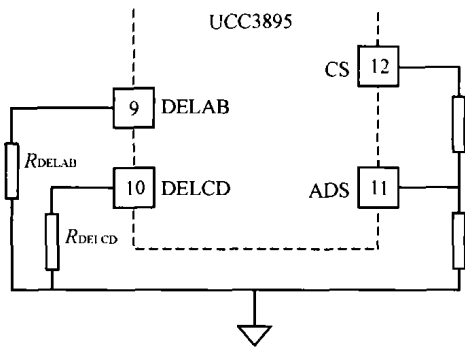 UCC3895
CS 12
9 DELAB
RDELAB
10 DELCD
ADS 11
RDELCD